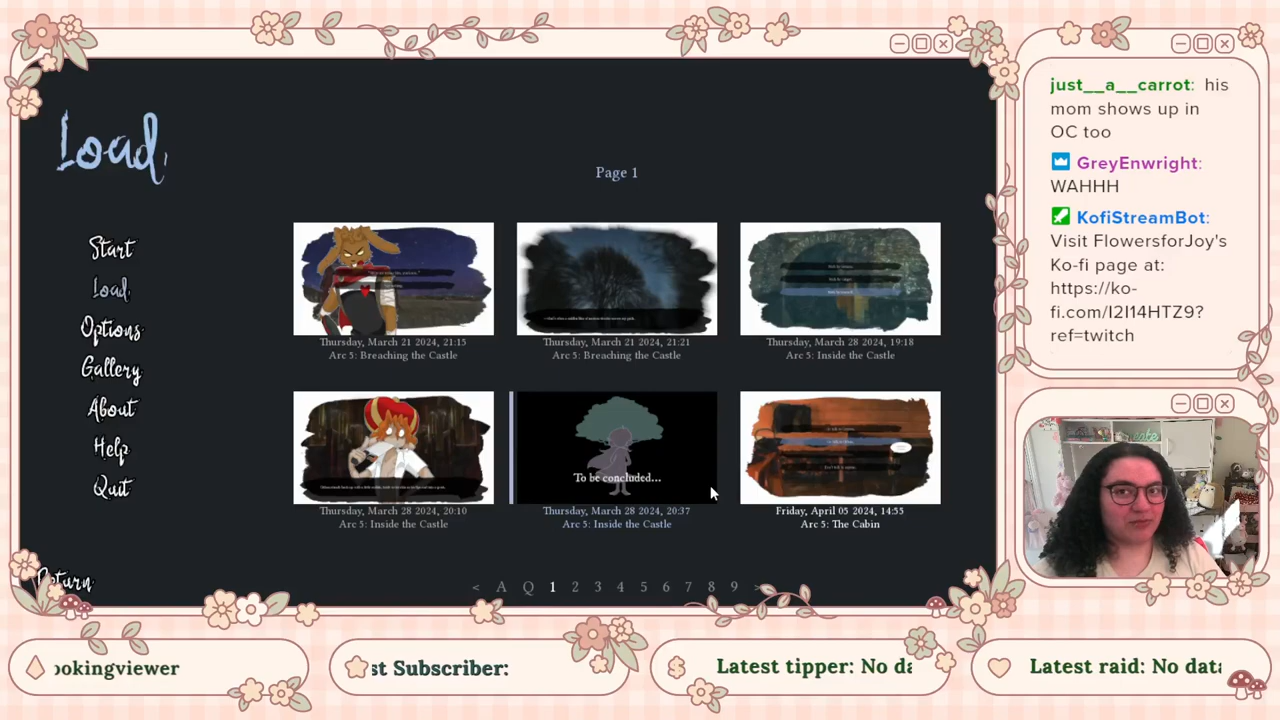 Load
Page 1
Start
Load
Options
Gallery
About
Help
Quit
Return
Thursday, March 21 2024, 21:15
Arc 5: Breaching the Castle
Thursday, March 21 2024, 21:21
Arc 5: Breaching the Castle
Thursday, March 28 2024, 19:18
Arc 5: Inside the Castle
To be concluded...
Thursday, March 28 2024, 20:10
Arc 5: Inside the Castle
Thursday, March 28 2024, 20:37
Arc 5: Inside the Castle
Friday, April 05 2024, 14:55
Arc 5: The Cabin
< A Q 1 2 3 4 5 6 7 8 9 >
just__a__carrot: his
mom shows up in
OC too
GreyEnwright:
WAHHH
KofiStreamBot:
Visit FlowersforJoy's
Ko-fi page at:
https://ko-
fi.com/I2I14HTZ9?
ref=twitch
create
ookingviewer
st Subscriber:
Latest tipper: No da
Latest raid: No data